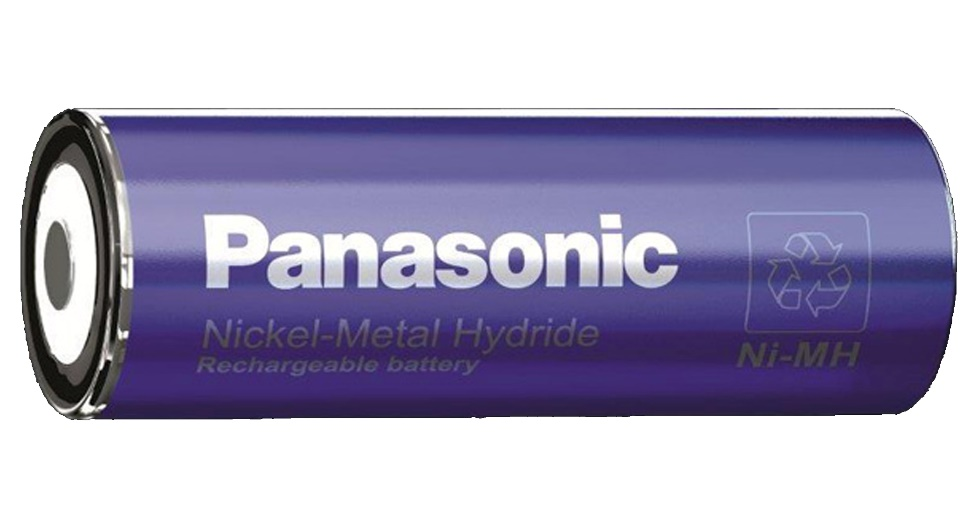 Panasonic
Nickel-Metal Hydride
Rechargeable battery
Ni-MH